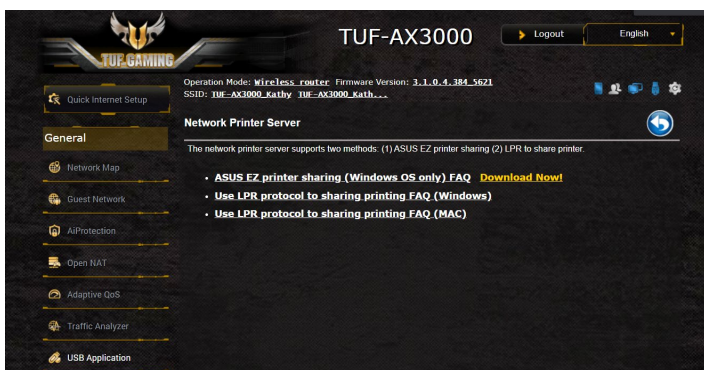 TUF-AX3000
Logout
English
TUF GAMING
Operation Mode: Wireless router Firmware Version: 3.1.0.4.384_5621
SSID: TUF-AX3000_Kathy TUF-AX3000_Kath...
Quick Internet Setup
General
Network Map
Guest Network
AiProtection
Open NAT
Adaptive QoS
Traffic Analyzer
USB Application
Network Printer Server
The network printer server supports two methods: (1) ASUS EZ printer sharing (2) LPR to share printer.
• ASUS EZ printer sharing (Windows OS only) FAQ Download Now!
• Use LPR protocol to sharing printing FAQ (Windows)
• Use LPR protocol to sharing printing FAQ (MAC)